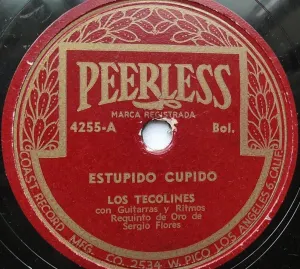 PEERLESS
MARCA REGISTRADA
4255-A
Bol.
ESTUPIDO CUPIDO
LOS TECOLINES
con Guitarras y Ritmos
Requinto de Oro de
Sergio Flores
COAST RECORD MFG. CO. 2534 W. PICO LOS ANGELES 6, CALIF.